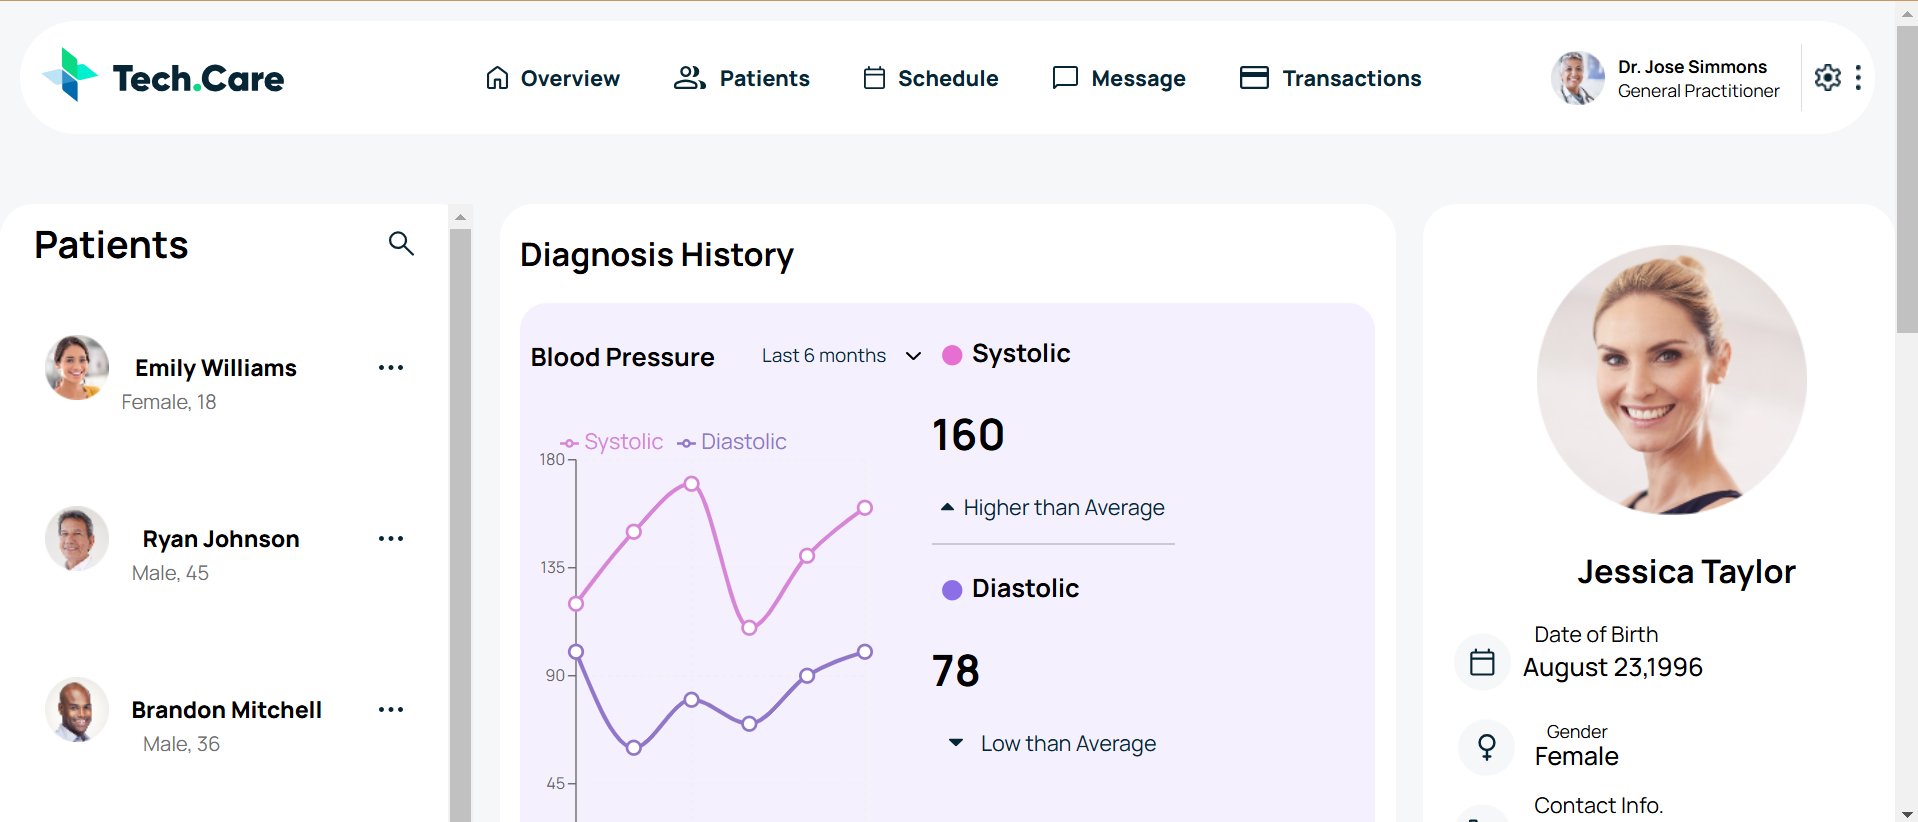 Tech.Care
Overview
Patients
Schedule
Message
Transactions
Dr. Jose Simmons
General Practitioner
Patients
Emily Williams
Female, 18
Ryan Johnson
Male, 45
Brandon Mitchell
Male, 36
Diagnosis History
Blood Pressure
Last 6 months
Systolic
Diastolic
180
135
90
45
Systolic
160
Higher than Average
Diastolic
78
Low than Average
Jessica Taylor
Date of Birth
August 23,1996
Gender
Female
Contact Info.